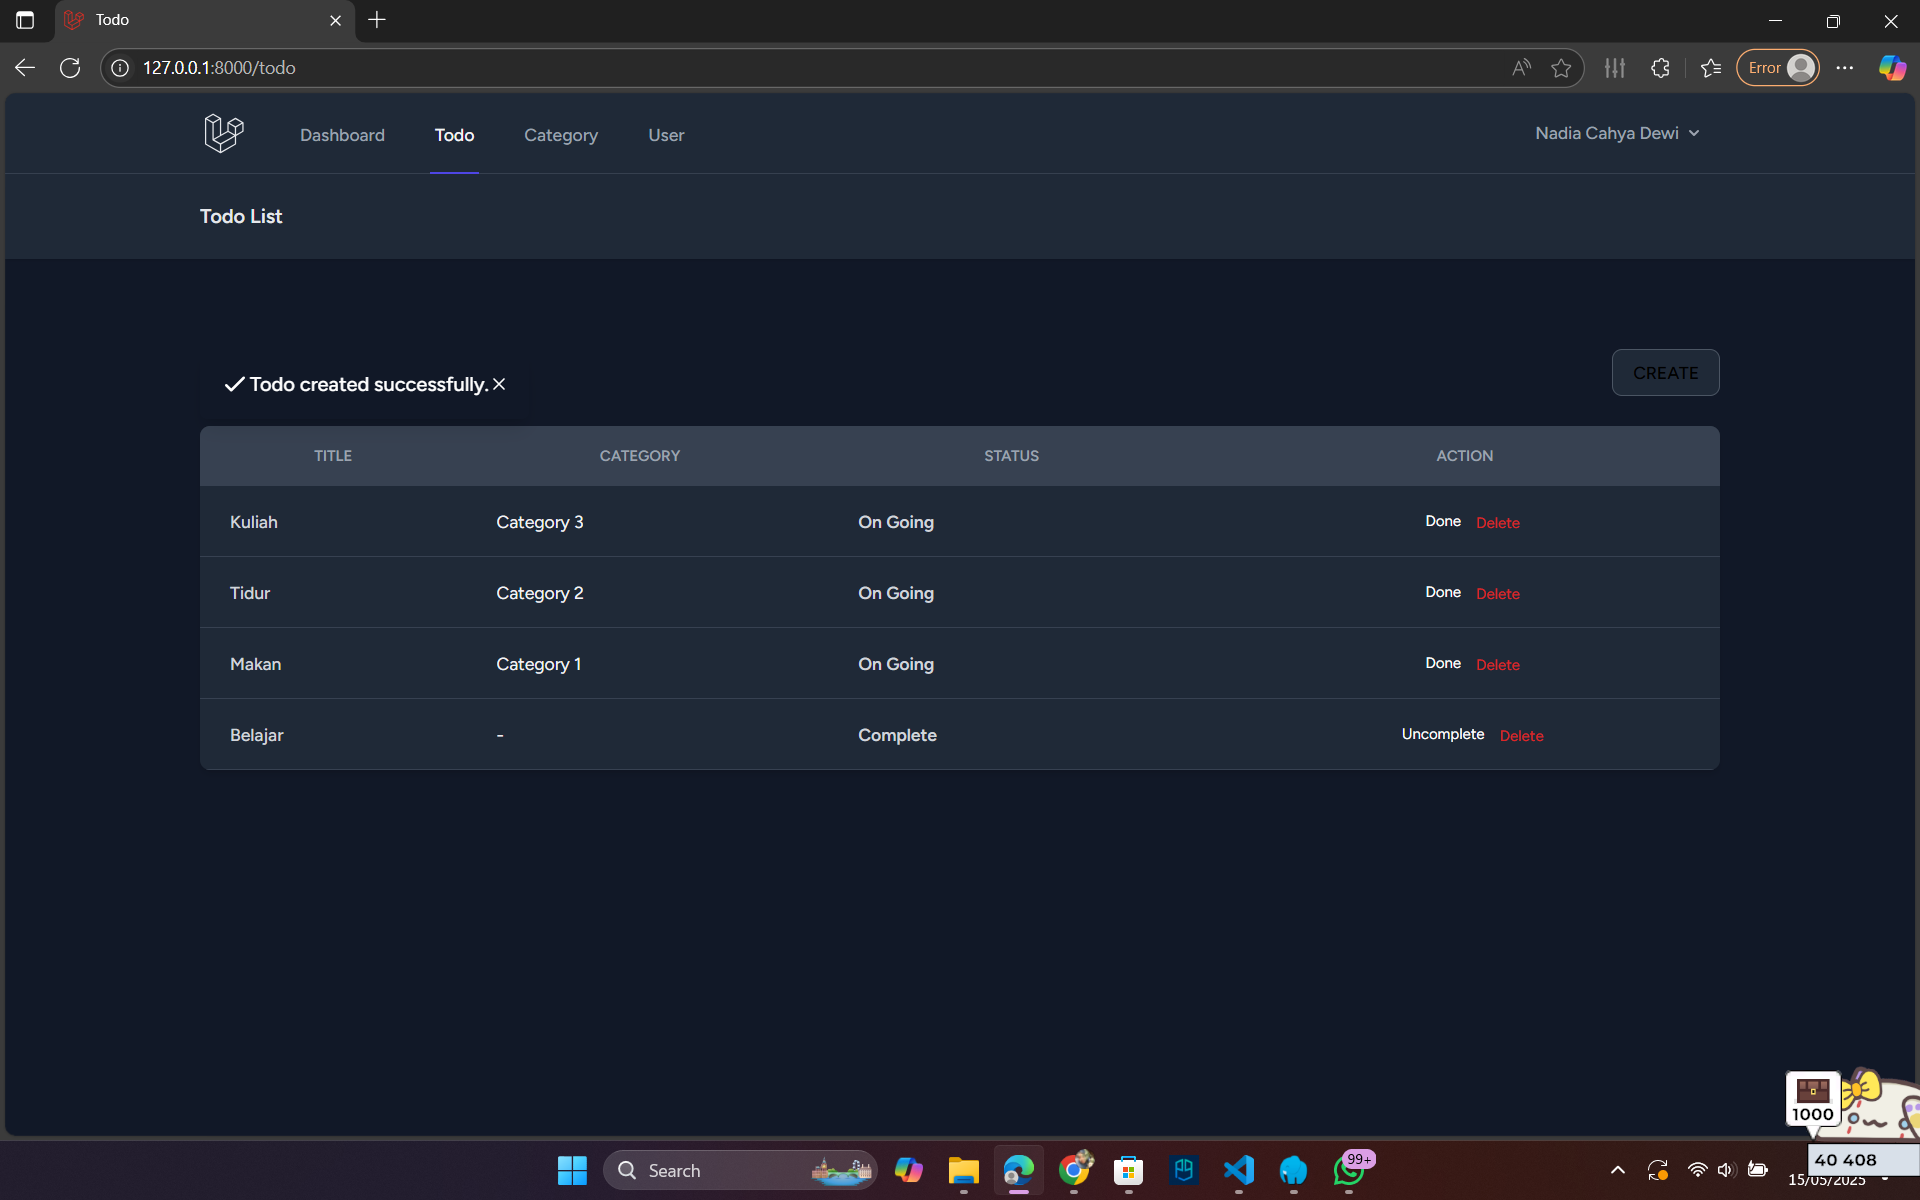 Todo
127.0.0.1:8000/todo
Error
Dashboard Todo Category User
Nadia Cahya Dewi
Todo List
Todo created successfully.
CREATE
TITLE CATEGORY STATUS ACTION
Kuliah Category 3 On Going Done Delete
Tidur Category 2 On Going Done Delete
Makan Category 1 On Going Done Delete
Belajar - Complete Uncomplete Delete
1000
Search
99+
40 408
15/05/2025